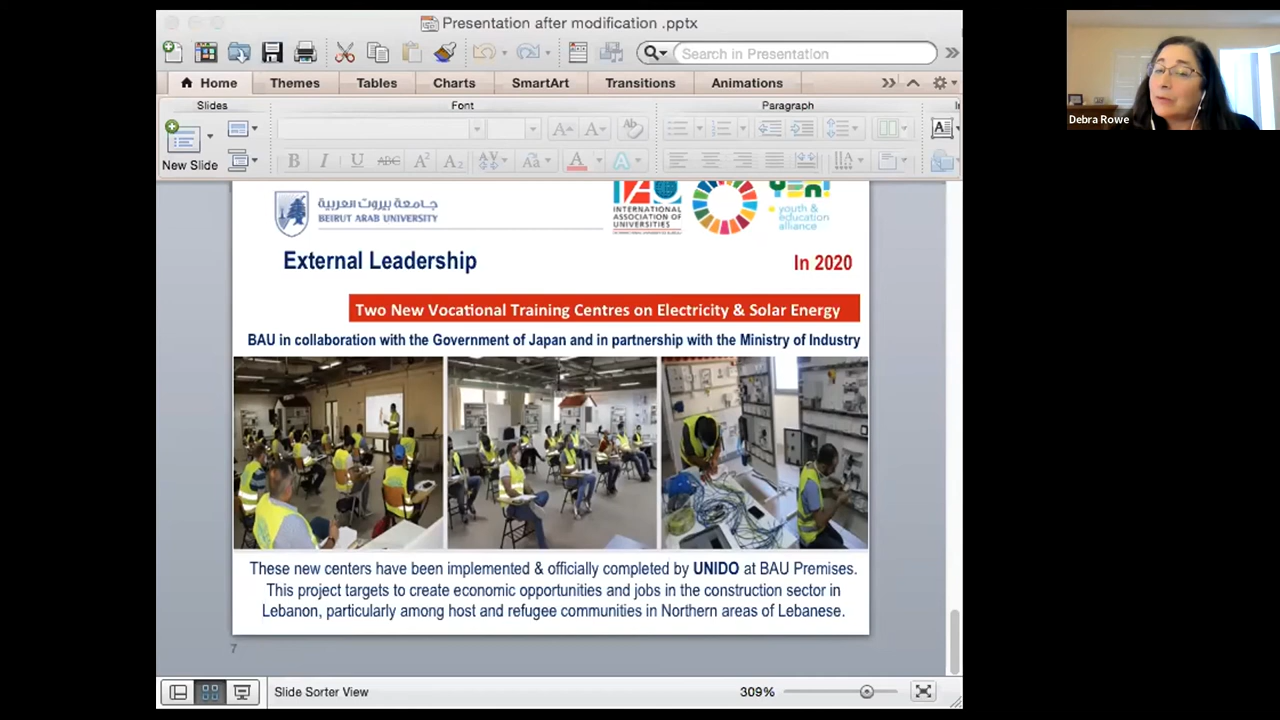 Presentation after modification .pptx
Search in Presentation
Home
Themes
Tables
Charts
SmartArt
Transitions
Animations
Slides
Font
Paragraph
New Slide
B I U ABC A2 A2
Debra Rowe
جامعة بيروت العربية
BEIRUT ARAB UNIVERSITY
INTERNATIONAL
ASSOCIATION OF
UNIVERSITIES
youth &
education
alliance
External Leadership
In 2020
Two New Vocational Training Centres on Electricity & Solar Energy
BAU in collaboration with the Government of Japan and in partnership with the Ministry of Industry
These new centers have been implemented & officially completed by UNIDO at BAU Premises.
This project targets to create economic opportunities and jobs in the construction sector in
Lebanon, particularly among host and refugee communities in Northern areas of Lebanese.
7
Slide Sorter View
309%